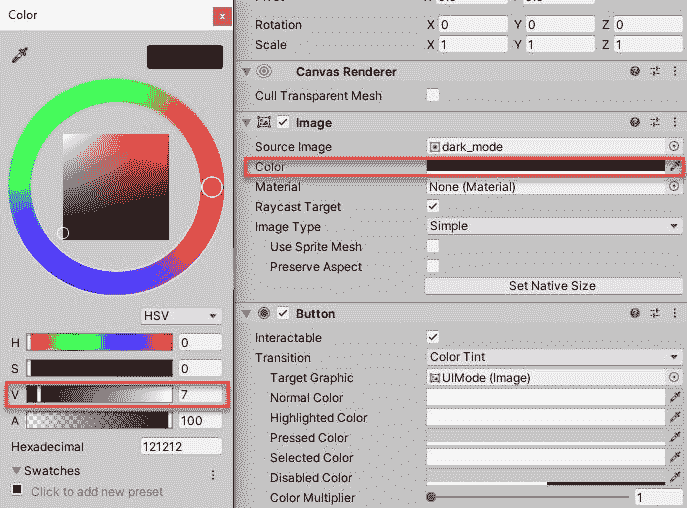 Color
x
HSV
H 0
S 0
V 7
A 100
Hexadecimal 121212
Swatches
Click to add new preset
Rotation X 0 Y 0 Z 0
Scale X 1 Y 1 Z 1
Canvas Renderer
Cull Transparent Mesh
Image
Source Image dark_mode
Color
Material None (Material)
Raycast Target
Image Type Simple
Use Sprite Mesh
Preserve Aspect
Set Native Size
Button
Interactable
Transition Color Tint
Target Graphic UIMode (Image)
Normal Color
Highlighted Color
Pressed Color
Selected Color
Disabled Color
Color Multiplier 1